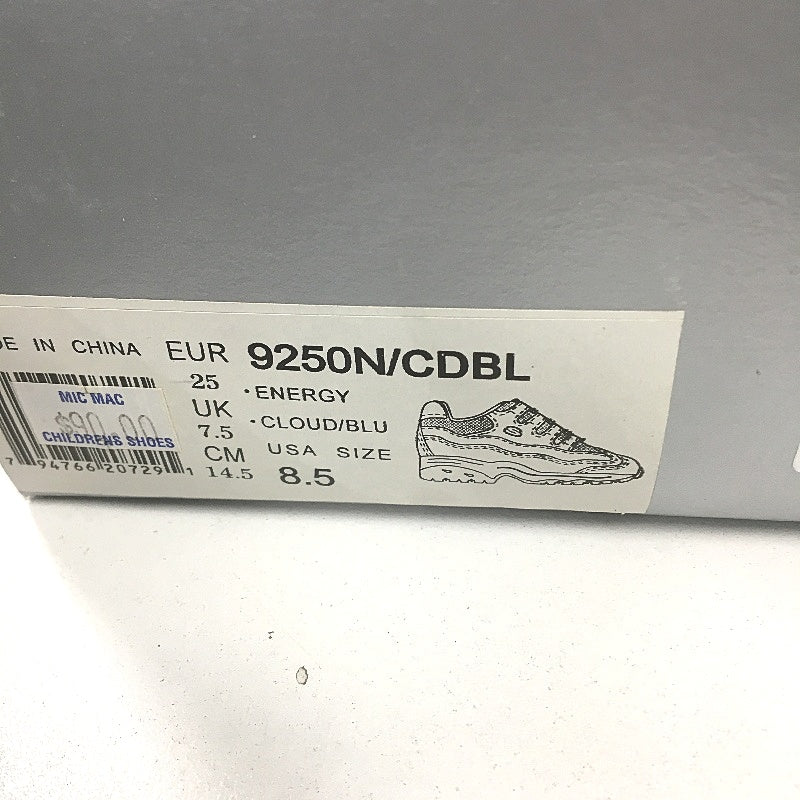 DE IN CHINA
EUR
25
UK
7.5
CM
14.5
9250N/CDBL
•ENERGY
•CLOUD/BLU
USA SIZE
8.5
MIC MAC
$90.00
CHILDRENS SHOES
7 94766 20729 1